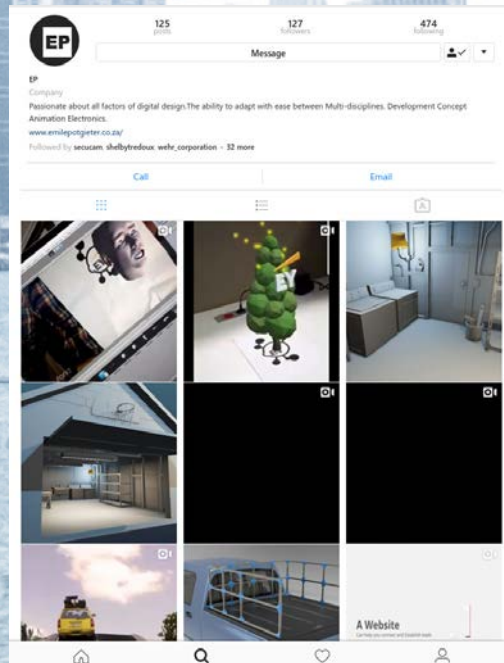 125 127 474
posts followers following
EP
Message
EP
Company
Passionate about all factors of digital design.The ability to adapt with ease between Multi-disciplines. Development Concept
Animation Electronics.
www.emilepotgieter.co.za/
Followed by secucam, shelbytredoux, wehr_corporation + 32 more
Call Email
EY
A Website